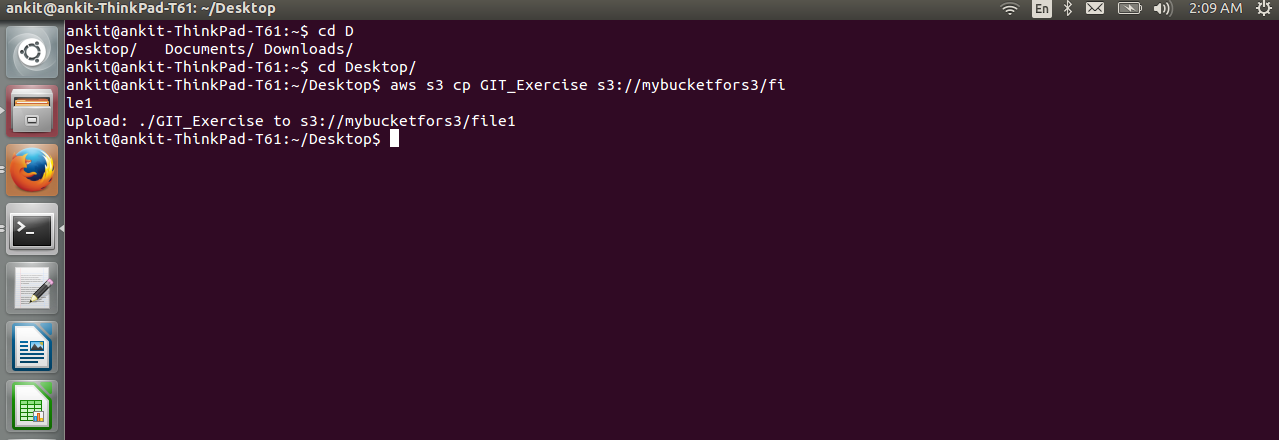 ankit@ankit-ThinkPad-T61: ~/Desktop
En
2:09 AM
ankit@ankit-ThinkPad-T61:~$ cd D
Desktop/   Documents/ Downloads/
ankit@ankit-ThinkPad-T61:~$ cd Desktop/
ankit@ankit-ThinkPad-T61:~/Desktop$ aws s3 cp GIT_Exercise s3://mybucketfors3/fi
le1
upload: ./GIT_Exercise to s3://mybucketfors3/file1
ankit@ankit-ThinkPad-T61:~/Desktop$